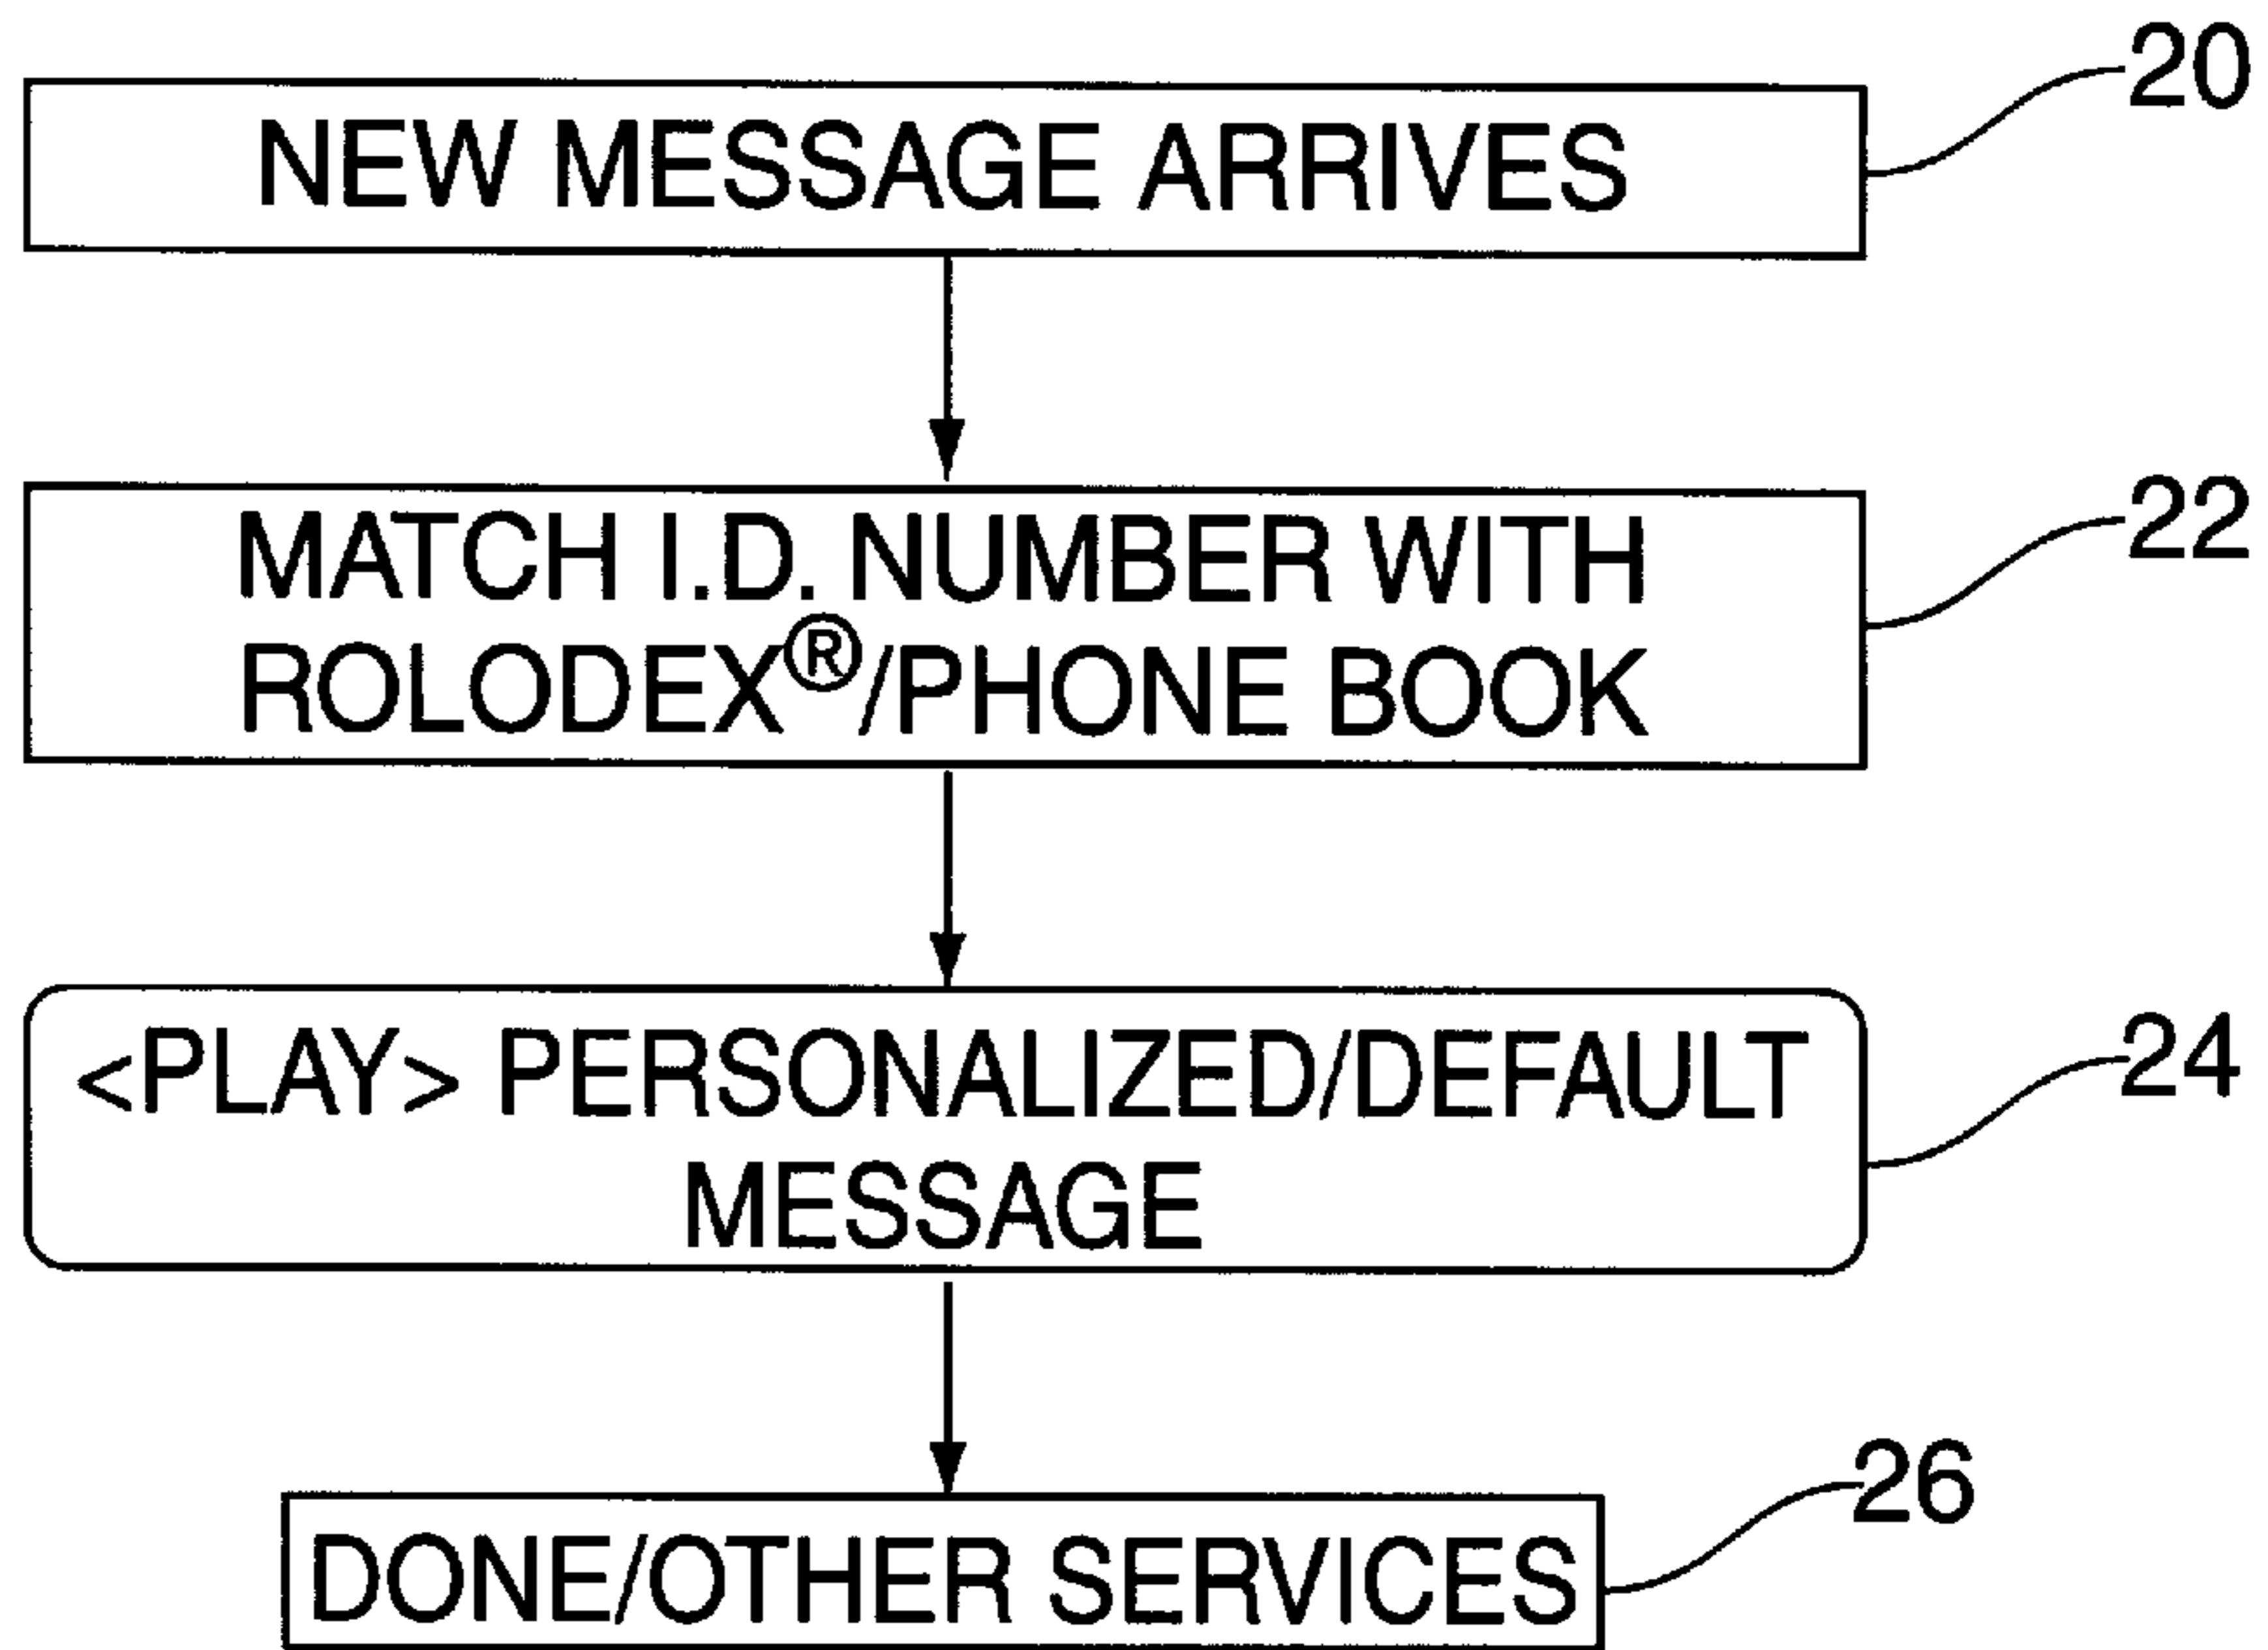 NEW MESSAGE ARRIVES
20
MATCH I.D. NUMBER WITH
ROLODEX®/PHONE BOOK
22
<PLAY> PERSONALIZED/DEFAULT
MESSAGE
24
DONE/OTHER SERVICES
26